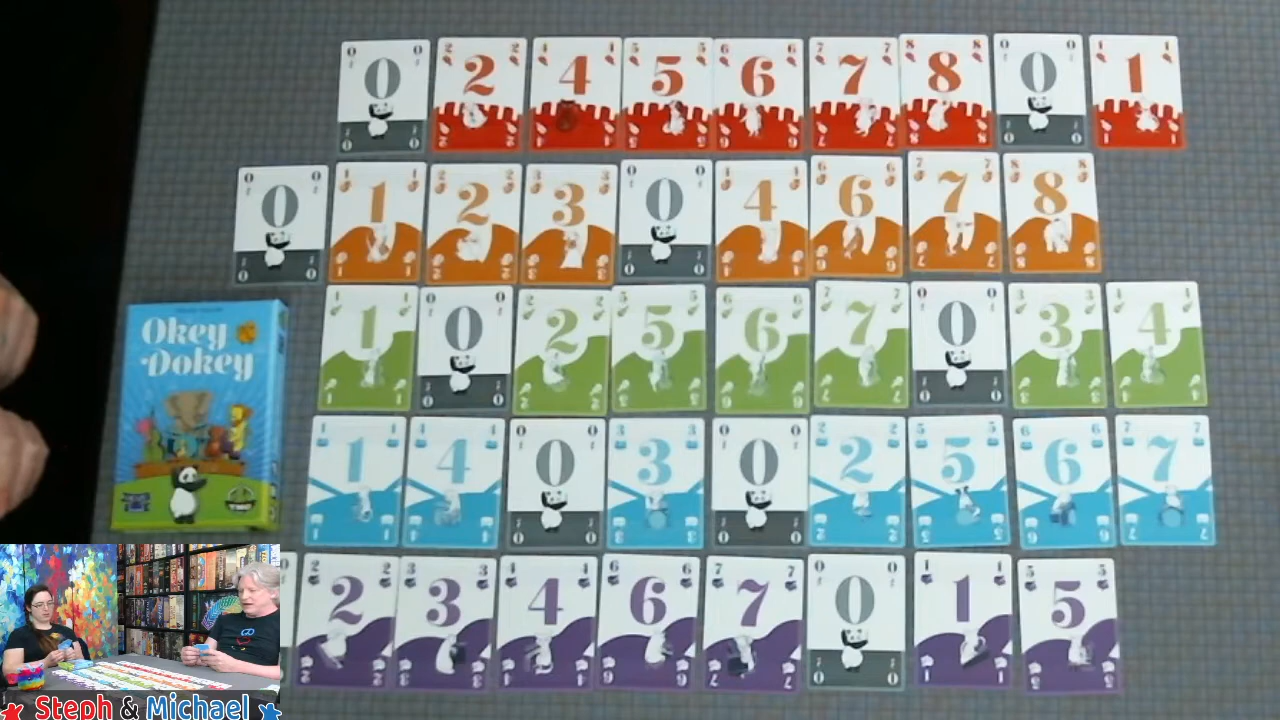 0 2 4 5 6 7 8 0 1
0 1 2 3 0 4 6 7 8
1 0 2 5 6 7 0 3 4
Okey
Dokey
1 4 0 3 0 2 5 6 7
2 3 4 6 7 0 1 5
Steph & Michael